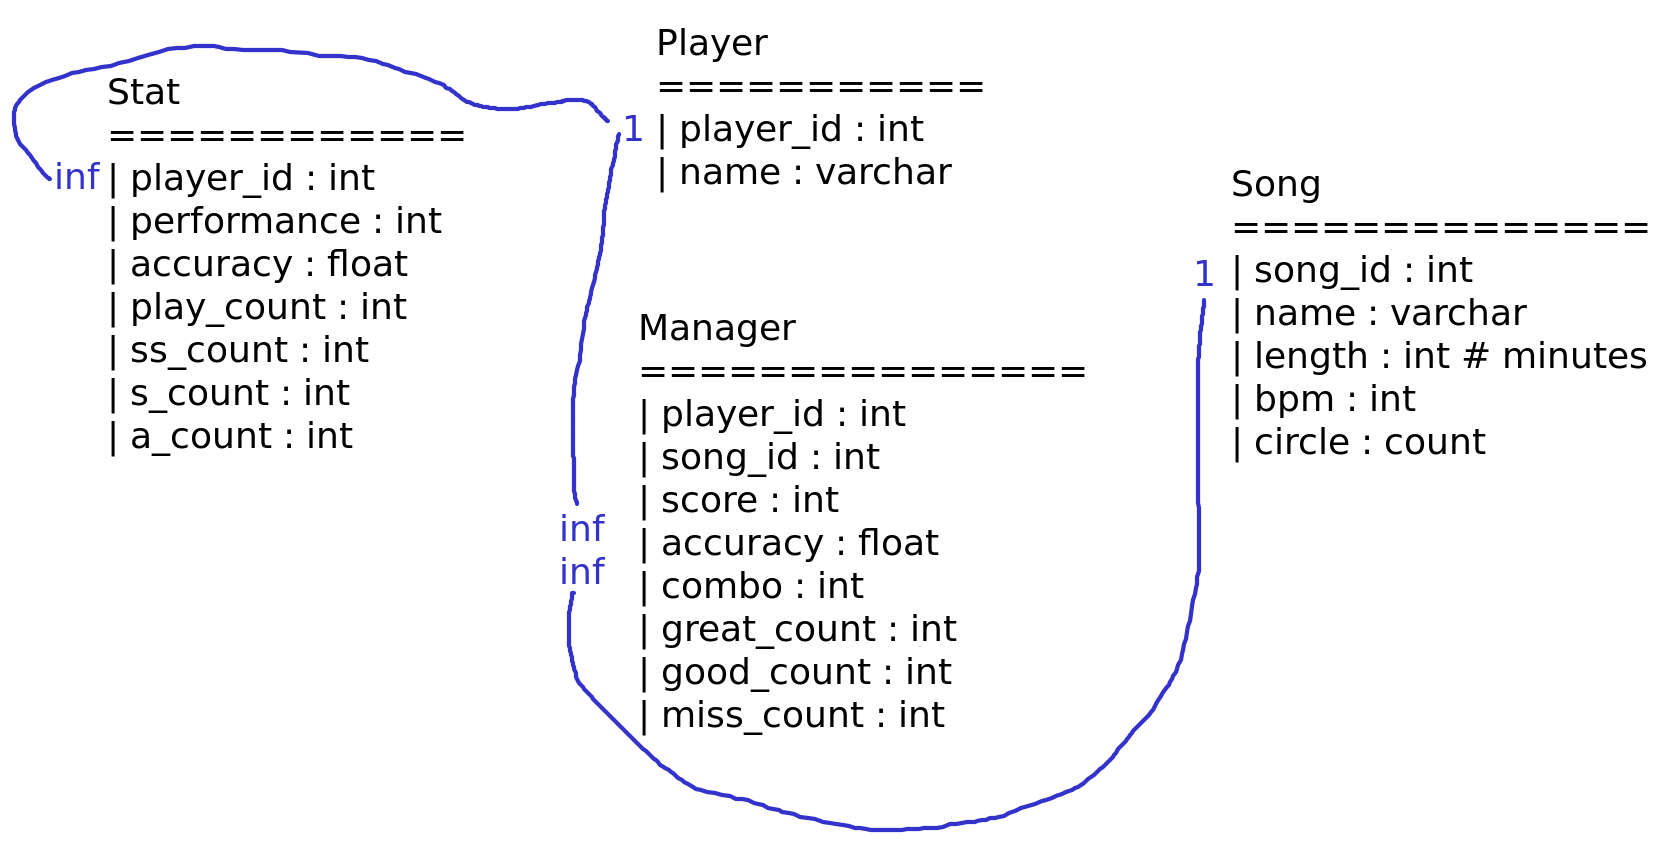 Stat
============
inf | player_id : int
| performance : int
| accuracy : float
| play_count : int
| ss_count : int
| s_count : int
| a_count : int
Player
===========
1 | player_id : int
| name : varchar
Manager
===============
| player_id : int
| song_id : int
| score : int
inf
| accuracy : float
inf
| combo : int
| great_count : int
| good_count : int
| miss_count : int
Song
==============
1 | song_id : int
| name : varchar
| length : int # minutes
| bpm : int
| circle : count